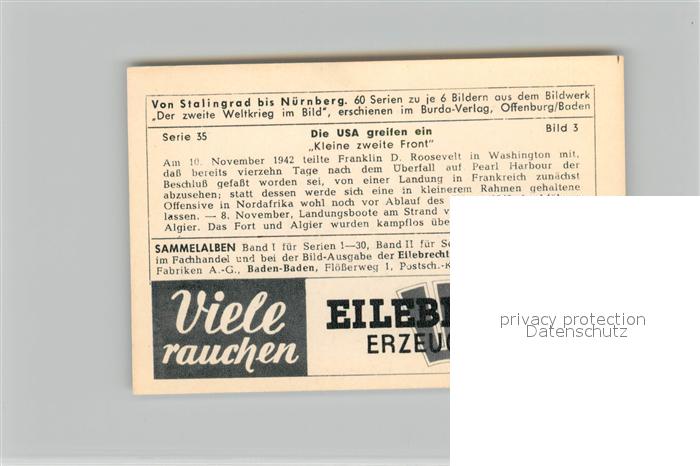 Von Stalingrad bis Nürnberg. 60 Serien zu je 6 Bildern aus dem Bildwerk
„Der zweite Weltkrieg im Bild", erschienen im Burda-Verlag, Offenburg/Baden
Serie 35 Die USA greifen ein Bild 3
„Kleine zweite Front"
Am 10. November 1942 teilte Franklin D. Roosevelt in Washington mit,
daß bereits vierzehn Tage nach dem Überfall auf Pearl Harbour der
Beschluß gefaßt worden sei, von einer Landung in Frankreich zunächst
abzusehen; statt dessen werde sich eine in kleinerem Rahmen gehaltene
Offensive in Nordafrika wohl noch vor Ablauf des
lassen. — 8. November, Landungsboote am Strand
Algier. Das Fort und Algier wurden kampflos
SAMMELALBEN Band I für Serien 1—30, Band II für
im Fachhandel und bei der Bild-Ausgabe der Eilebrecht
Fabriken A.-G., Baden-Baden, Flößerweg 1,
Viele
rauchen
privacy protection
Datenschutz